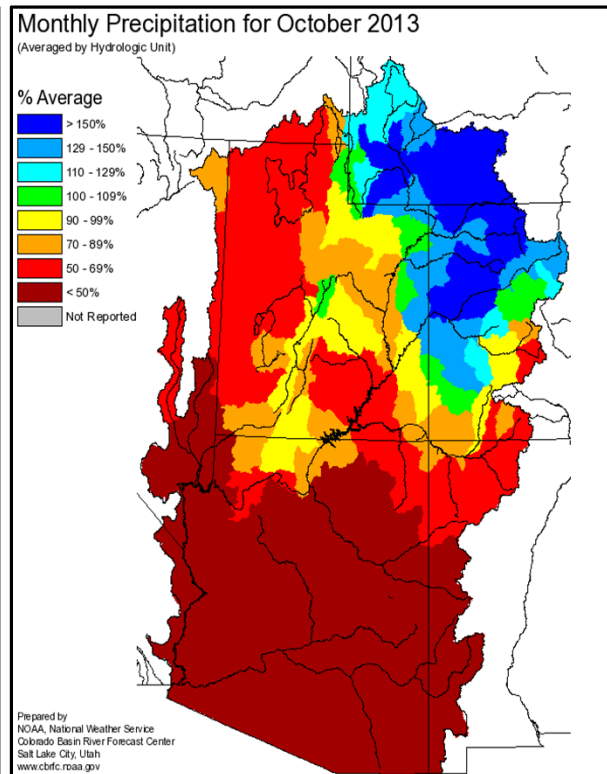 Monthly Precipitation for October 2013
(Averaged by Hydrologic Unit)
% Average
> 150%
129 - 150%
110 - 129%
100 - 109%
90 - 99%
70 - 89%
50 - 69%
< 50%
Not Reported
Prepared by
NOAA, National Weather Service
Colorado Basin River Forecast Center
Salt Lake City, Utah
www.cbrfc.noaa.gov